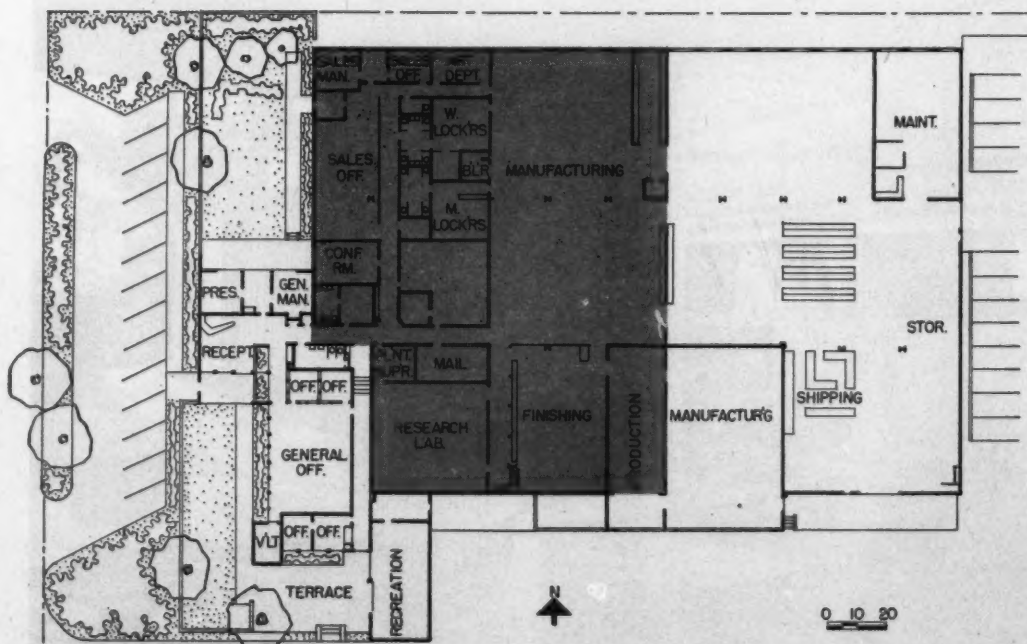 SALES
MAN.
SALES
OFF.
DEPT.
W.
LOCK'RS
BLR.
M.
LOCK'RS
SALES
OFF.
MANUFACTURING
MAINT.
CONF.
RM.
PRES.
GEN.
MAN.
RECEPT.
OFF.
OFF.
PLNT.
SUPR.
MAIL
RESEARCH
LAB.
FINISHING
PRODUCTION
MANUFACTUR'G
STOR.
SHIPPING
GENERAL
OFF.
VLT
OFF.
OFF.
TERRACE
RECREATION
N
0 10 20